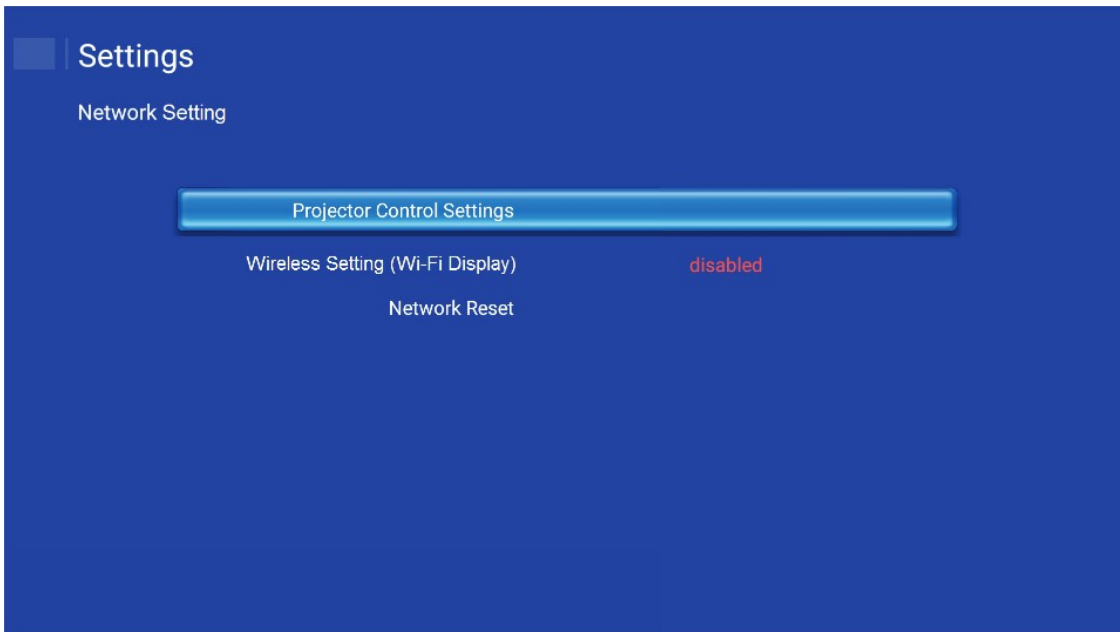 Settings
Network Setting
Projector Control Settings
Wireless Setting (Wi-Fi Display) disabled
Network Reset